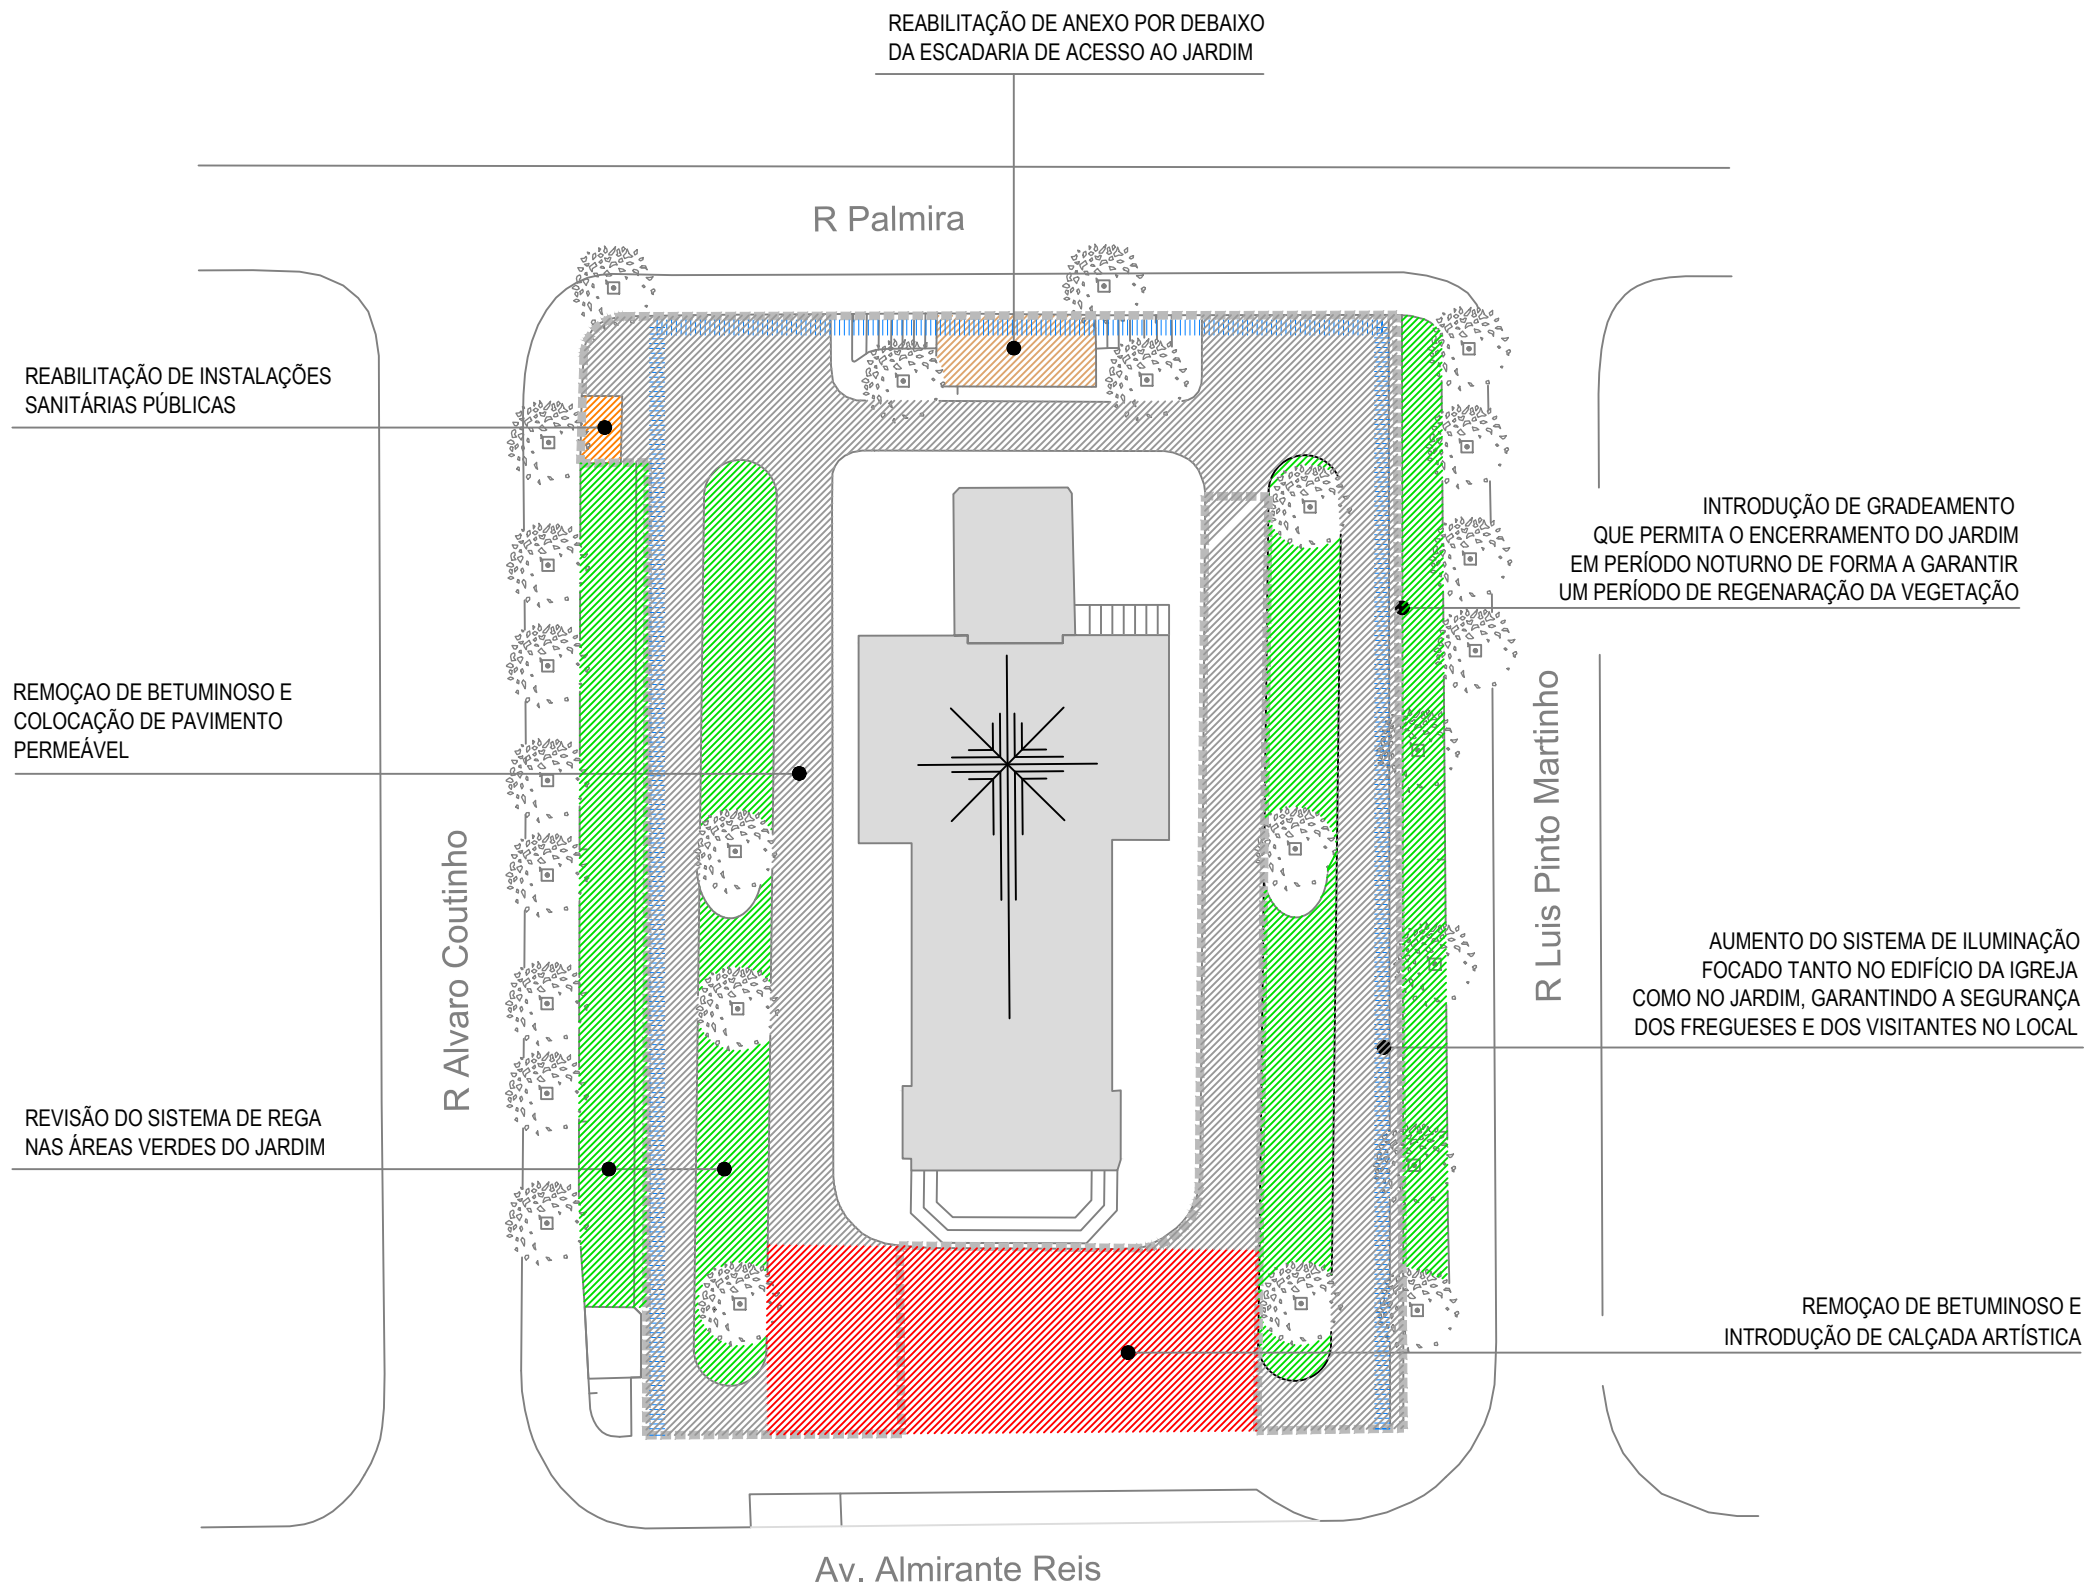 REABILITAÇÃO DE ANEXO POR DEBAIXO
DA ESCADARIA DE ACESSO AO JARDIM
R Palmira
REABILITAÇÃO DE INSTALAÇÕES
SANITÁRIAS PÚBLICAS
INTRODUÇÃO DE GRADEAMENTO
QUE PERMITA O ENCERRAMENTO DO JARDIM
EM PERÍODO NOTURNO DE FORMA A GARANTIR
UM PERÍODO DE REGENARAÇÃO DA VEGETAÇÃO
REMOÇAO DE BETUMINOSO E
COLOCAÇÃO DE PAVIMENTO
PERMEÁVEL
R Alvaro Coutinho
R Luis Pinto Martinho
AUMENTO DO SISTEMA DE ILUMINAÇÃO
FOCADO TANTO NO EDIFÍCIO DA IGREJA
COMO NO JARDIM, GARANTINDO A SEGURANÇA
DOS FREGUESES E DOS VISITANTES NO LOCAL
REVISÃO DO SISTEMA DE REGA
NAS ÁREAS VERDES DO JARDIM
REMOÇAO DE BETUMINOSO E
INTRODUÇÃO DE CALÇADA ARTÍSTICA
Av. Almirante Reis